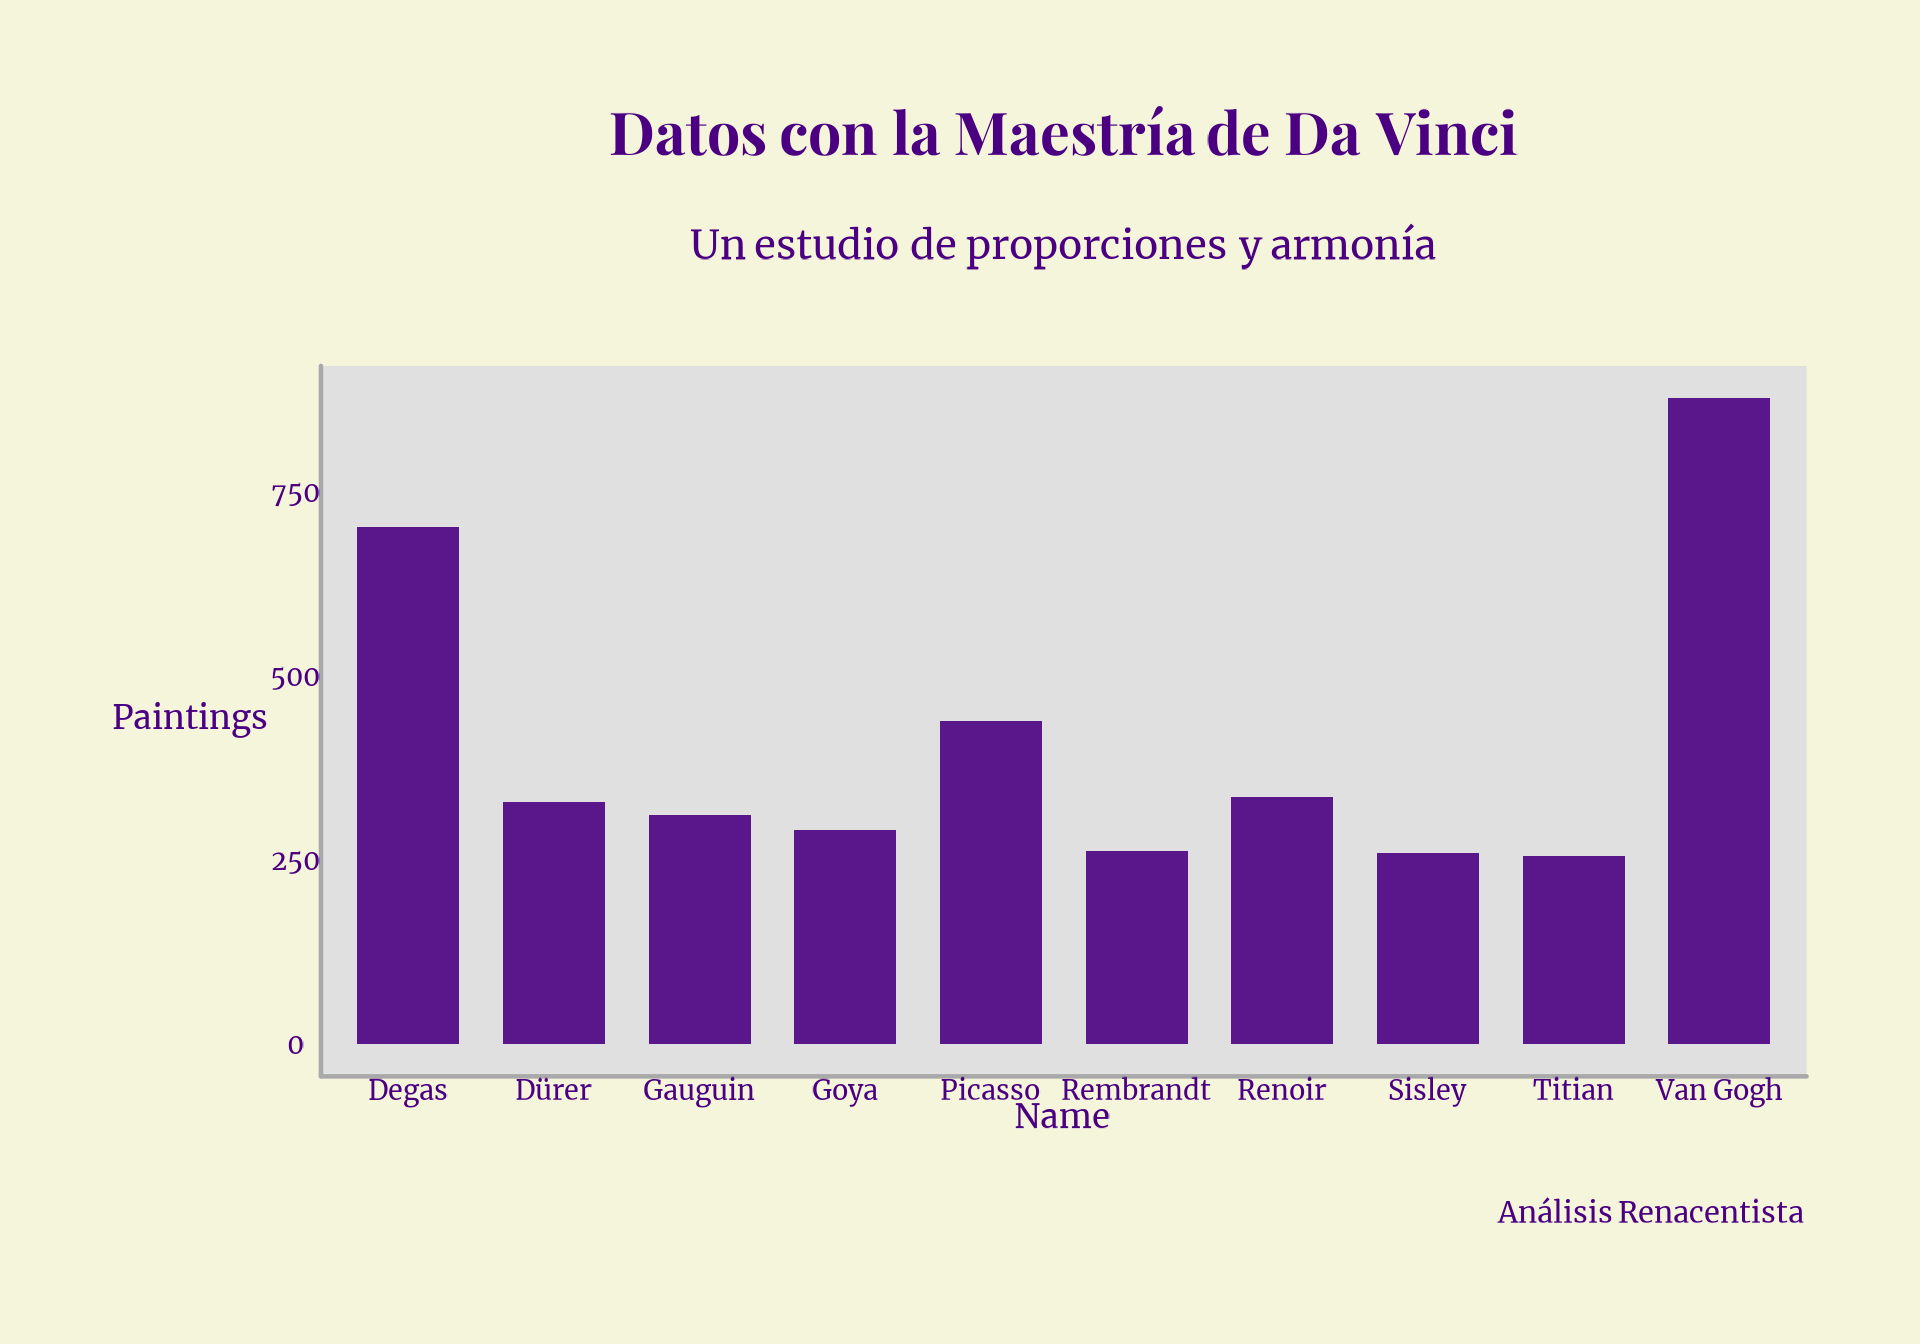 Datos con la Maestría de Da Vinci
Un estudio de proporciones y armonía
750
500
Paintings
250
0
Degas Dürer Gauguin Goya Picasso Rembrandt Renoir Sisley Titian Van Gogh
Name
Análisis Renacentista